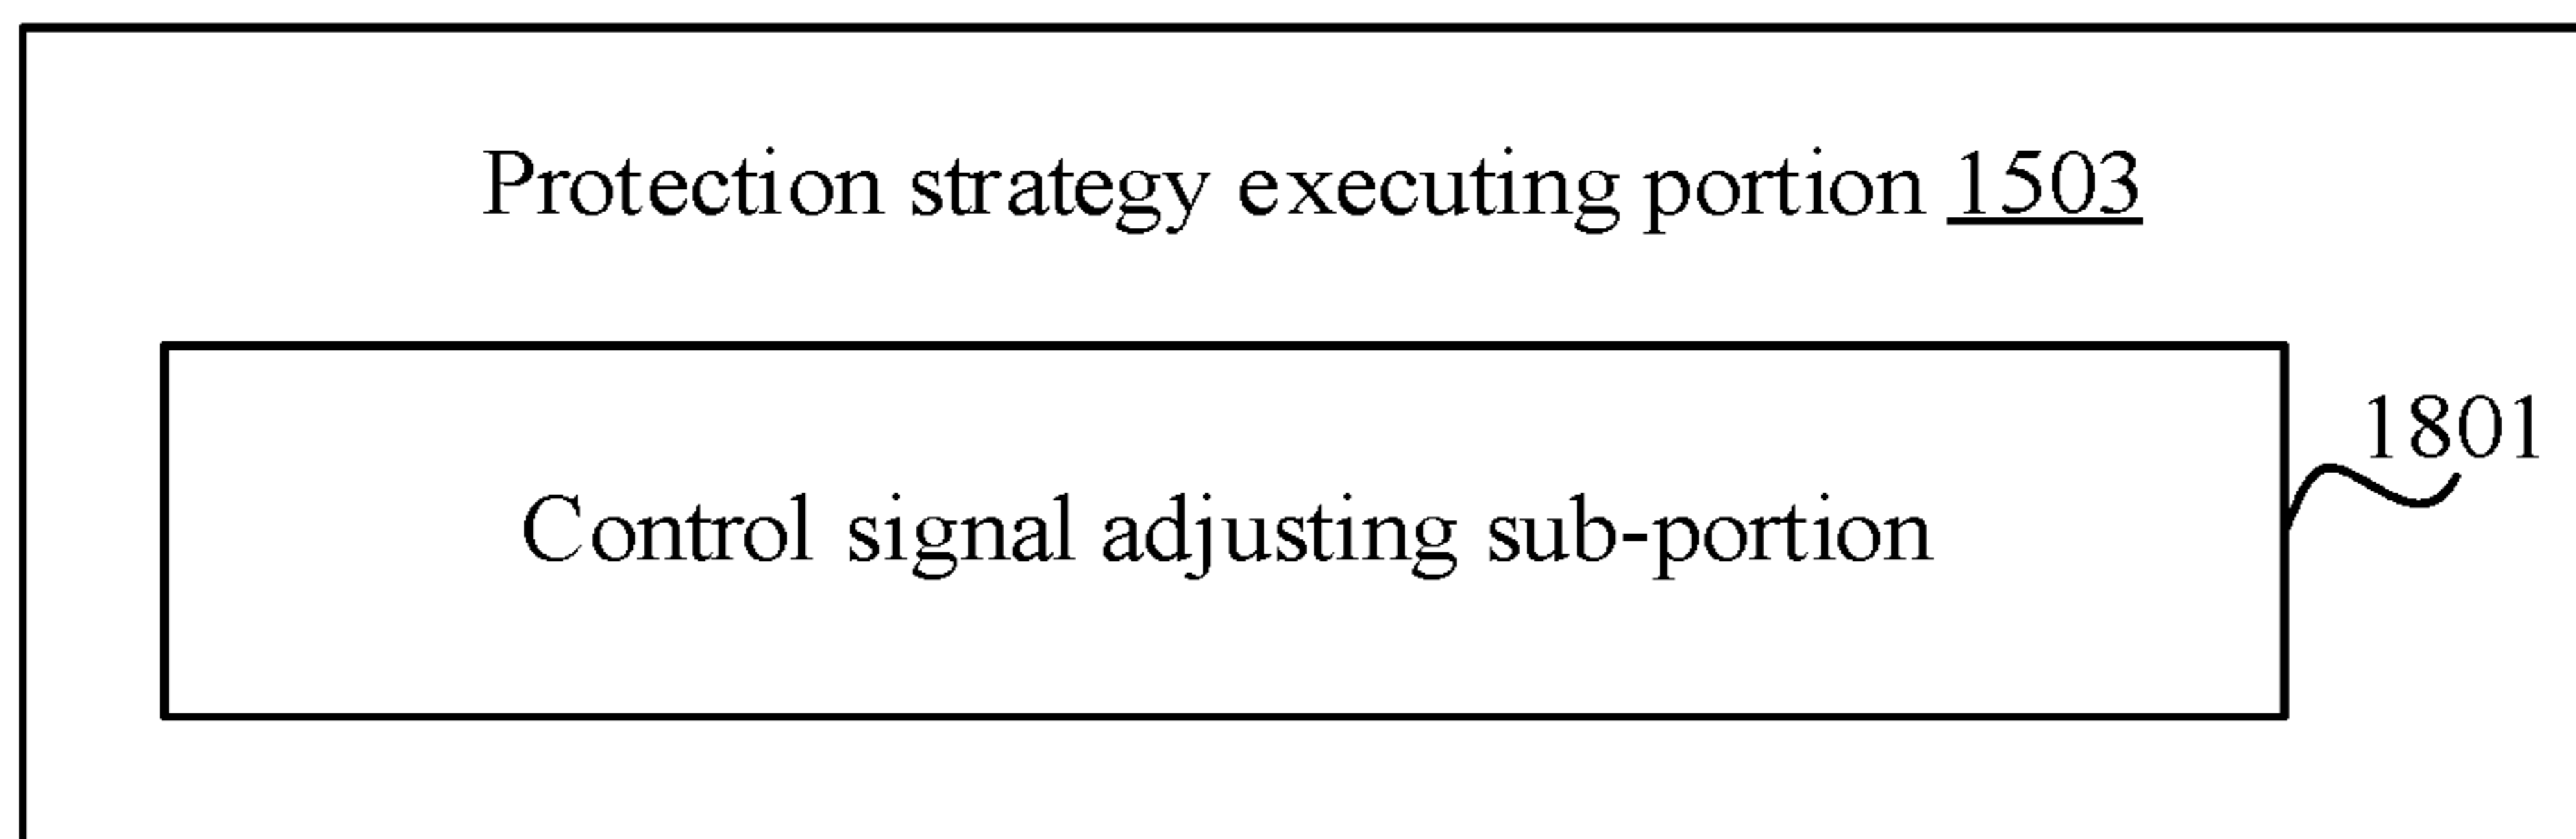 Protection strategy executing portion 1503
1801
Control signal adjusting sub-portion